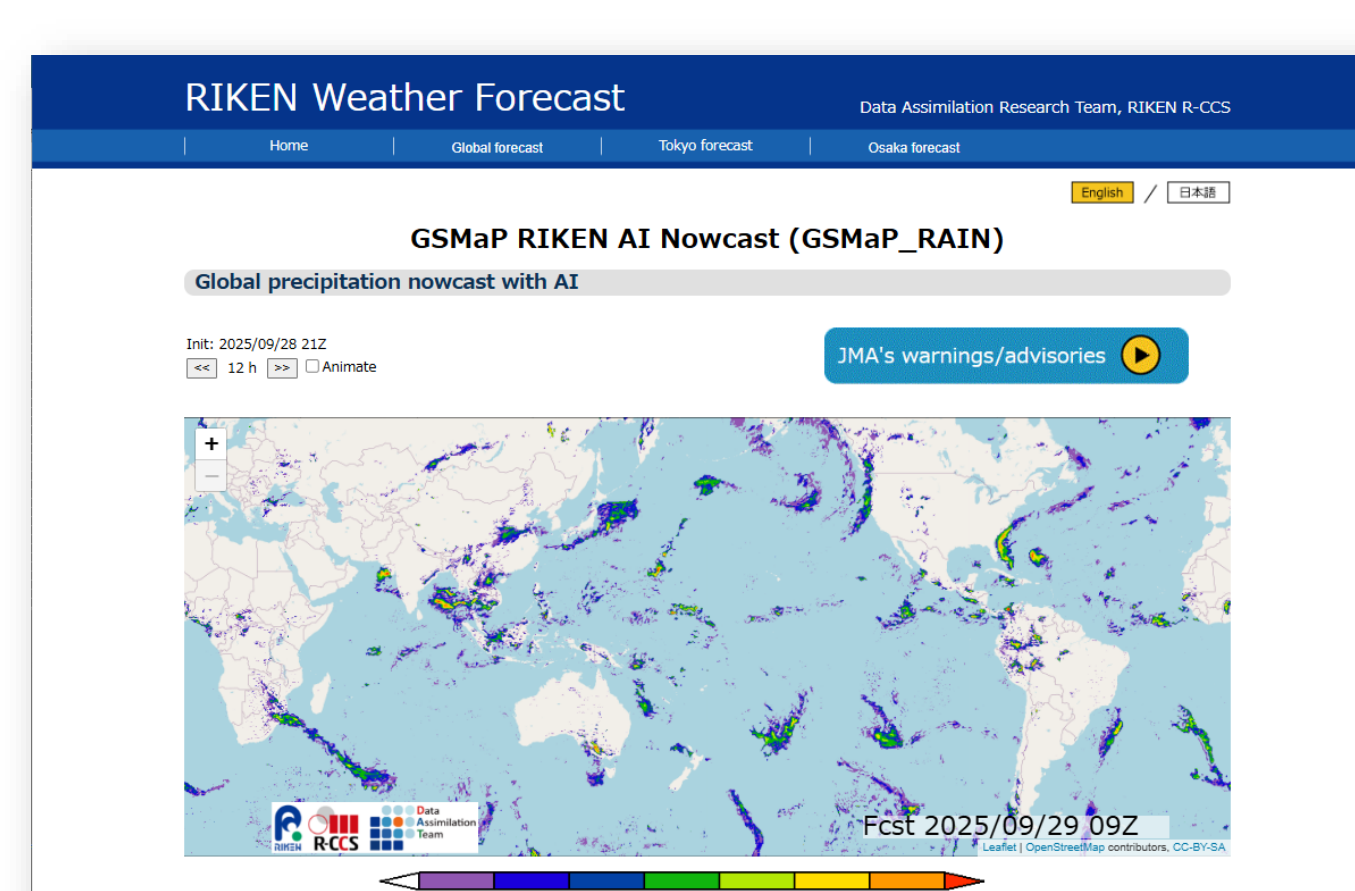 RIKEN Weather Forecast
Data Assimilation Research Team, RIKEN R-CCS
Home
Global forecast
Tokyo forecast
Osaka forecast
English / 日本語
GSMaP RIKEN AI Nowcast (GSMaP_RAIN)
Global precipitation nowcast with AI
Init: 2025/09/28 21Z
<< 12 h >> Animate
JMA's warnings/advisories
+
−
RIKEN
R-CCS
Data
Assimilation
Team
Fcst 2025/09/29 09Z
Leaflet | OpenStreetMap contributors, CC-BY-SA